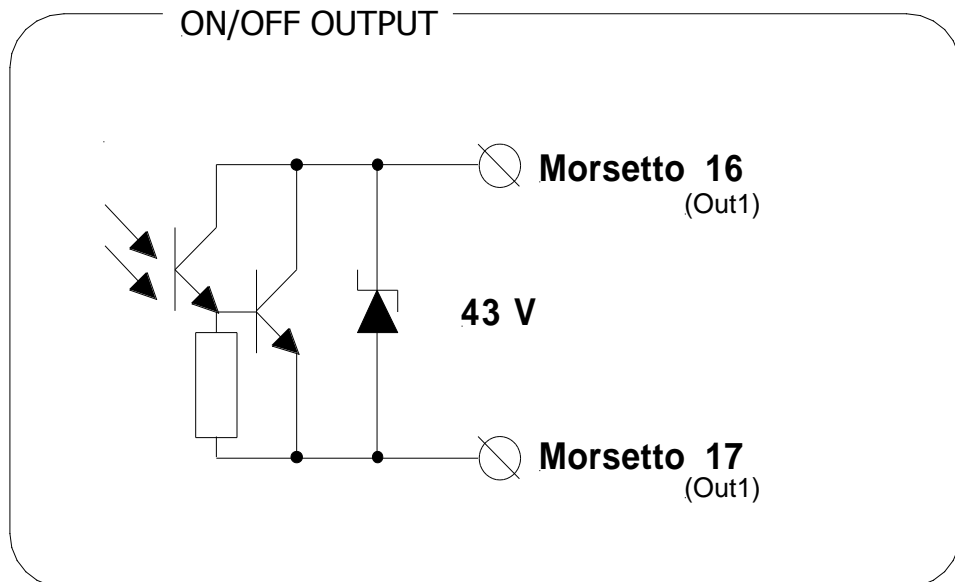 ON/OFF OUTPUT
Morsetto 16
(Out1)
43 V
Morsetto 17
(Out1)